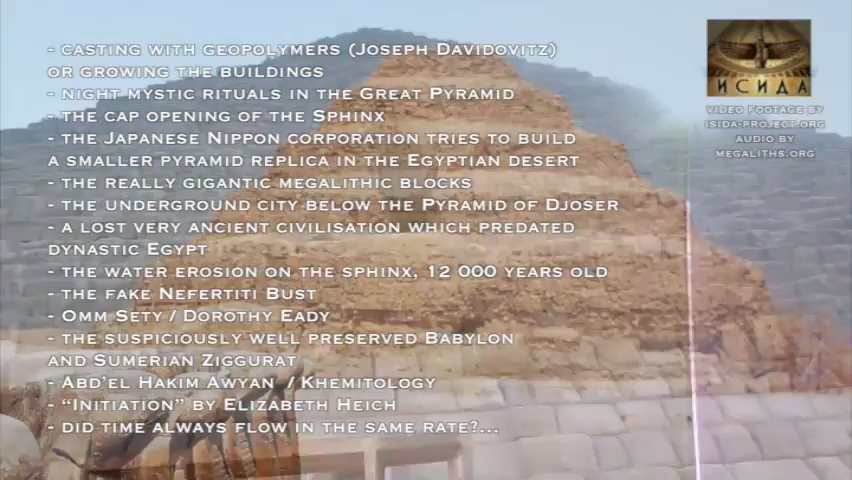 - CASTING WITH GEOPOLYMERS (JOSEPH DAVIDOVITZ)
OR GROWING THE BUILDINGS
- NIGHT MYSTIC RITUALS IN THE GREAT PYRAMID
- THE CAP OPENING OF THE SPHINX
- THE JAPANESE NIPPON CORPORATION TRIES TO BUILD
A SMALLER PYRAMID REPLICA IN THE EGYPTIAN DESERT
- THE REALLY GIGANTIC MEGALITHIC BLOCKS
- THE UNDERGROUND CITY BELOW THE PYRAMID OF DJOSER
- A LOST VERY ANCIENT CIVILISATION WHICH PREDATED
DYNASTIC EGYPT
- THE WATER EROSION ON THE SPHINX, 12 000 YEARS OLD
- THE FAKE NEFERTITI BUST
- OMM SETY / DOROTHY EADY
- THE SUSPICIOUSLY WELL PRESERVED BABYLON
AND SUMERIAN ZIGGURAT
- ABD'EL HAKIM AWYAN / KHEMITOLOGY
- "INITIATION" BY ELIZABETH HEICH
- DID TIME ALWAYS FLOW IN THE SAME RATE?...
ИСИДА
VIDEO FOOTAGE BY
ISIDA-PROJECT.ORG
AUDIO BY
MEGALITHS.ORG